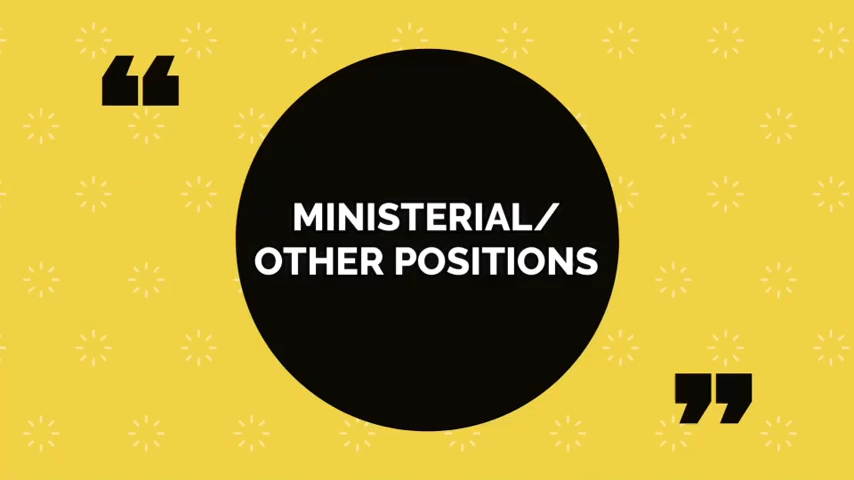 “
MINISTERIAL/
OTHER POSITIONS
”